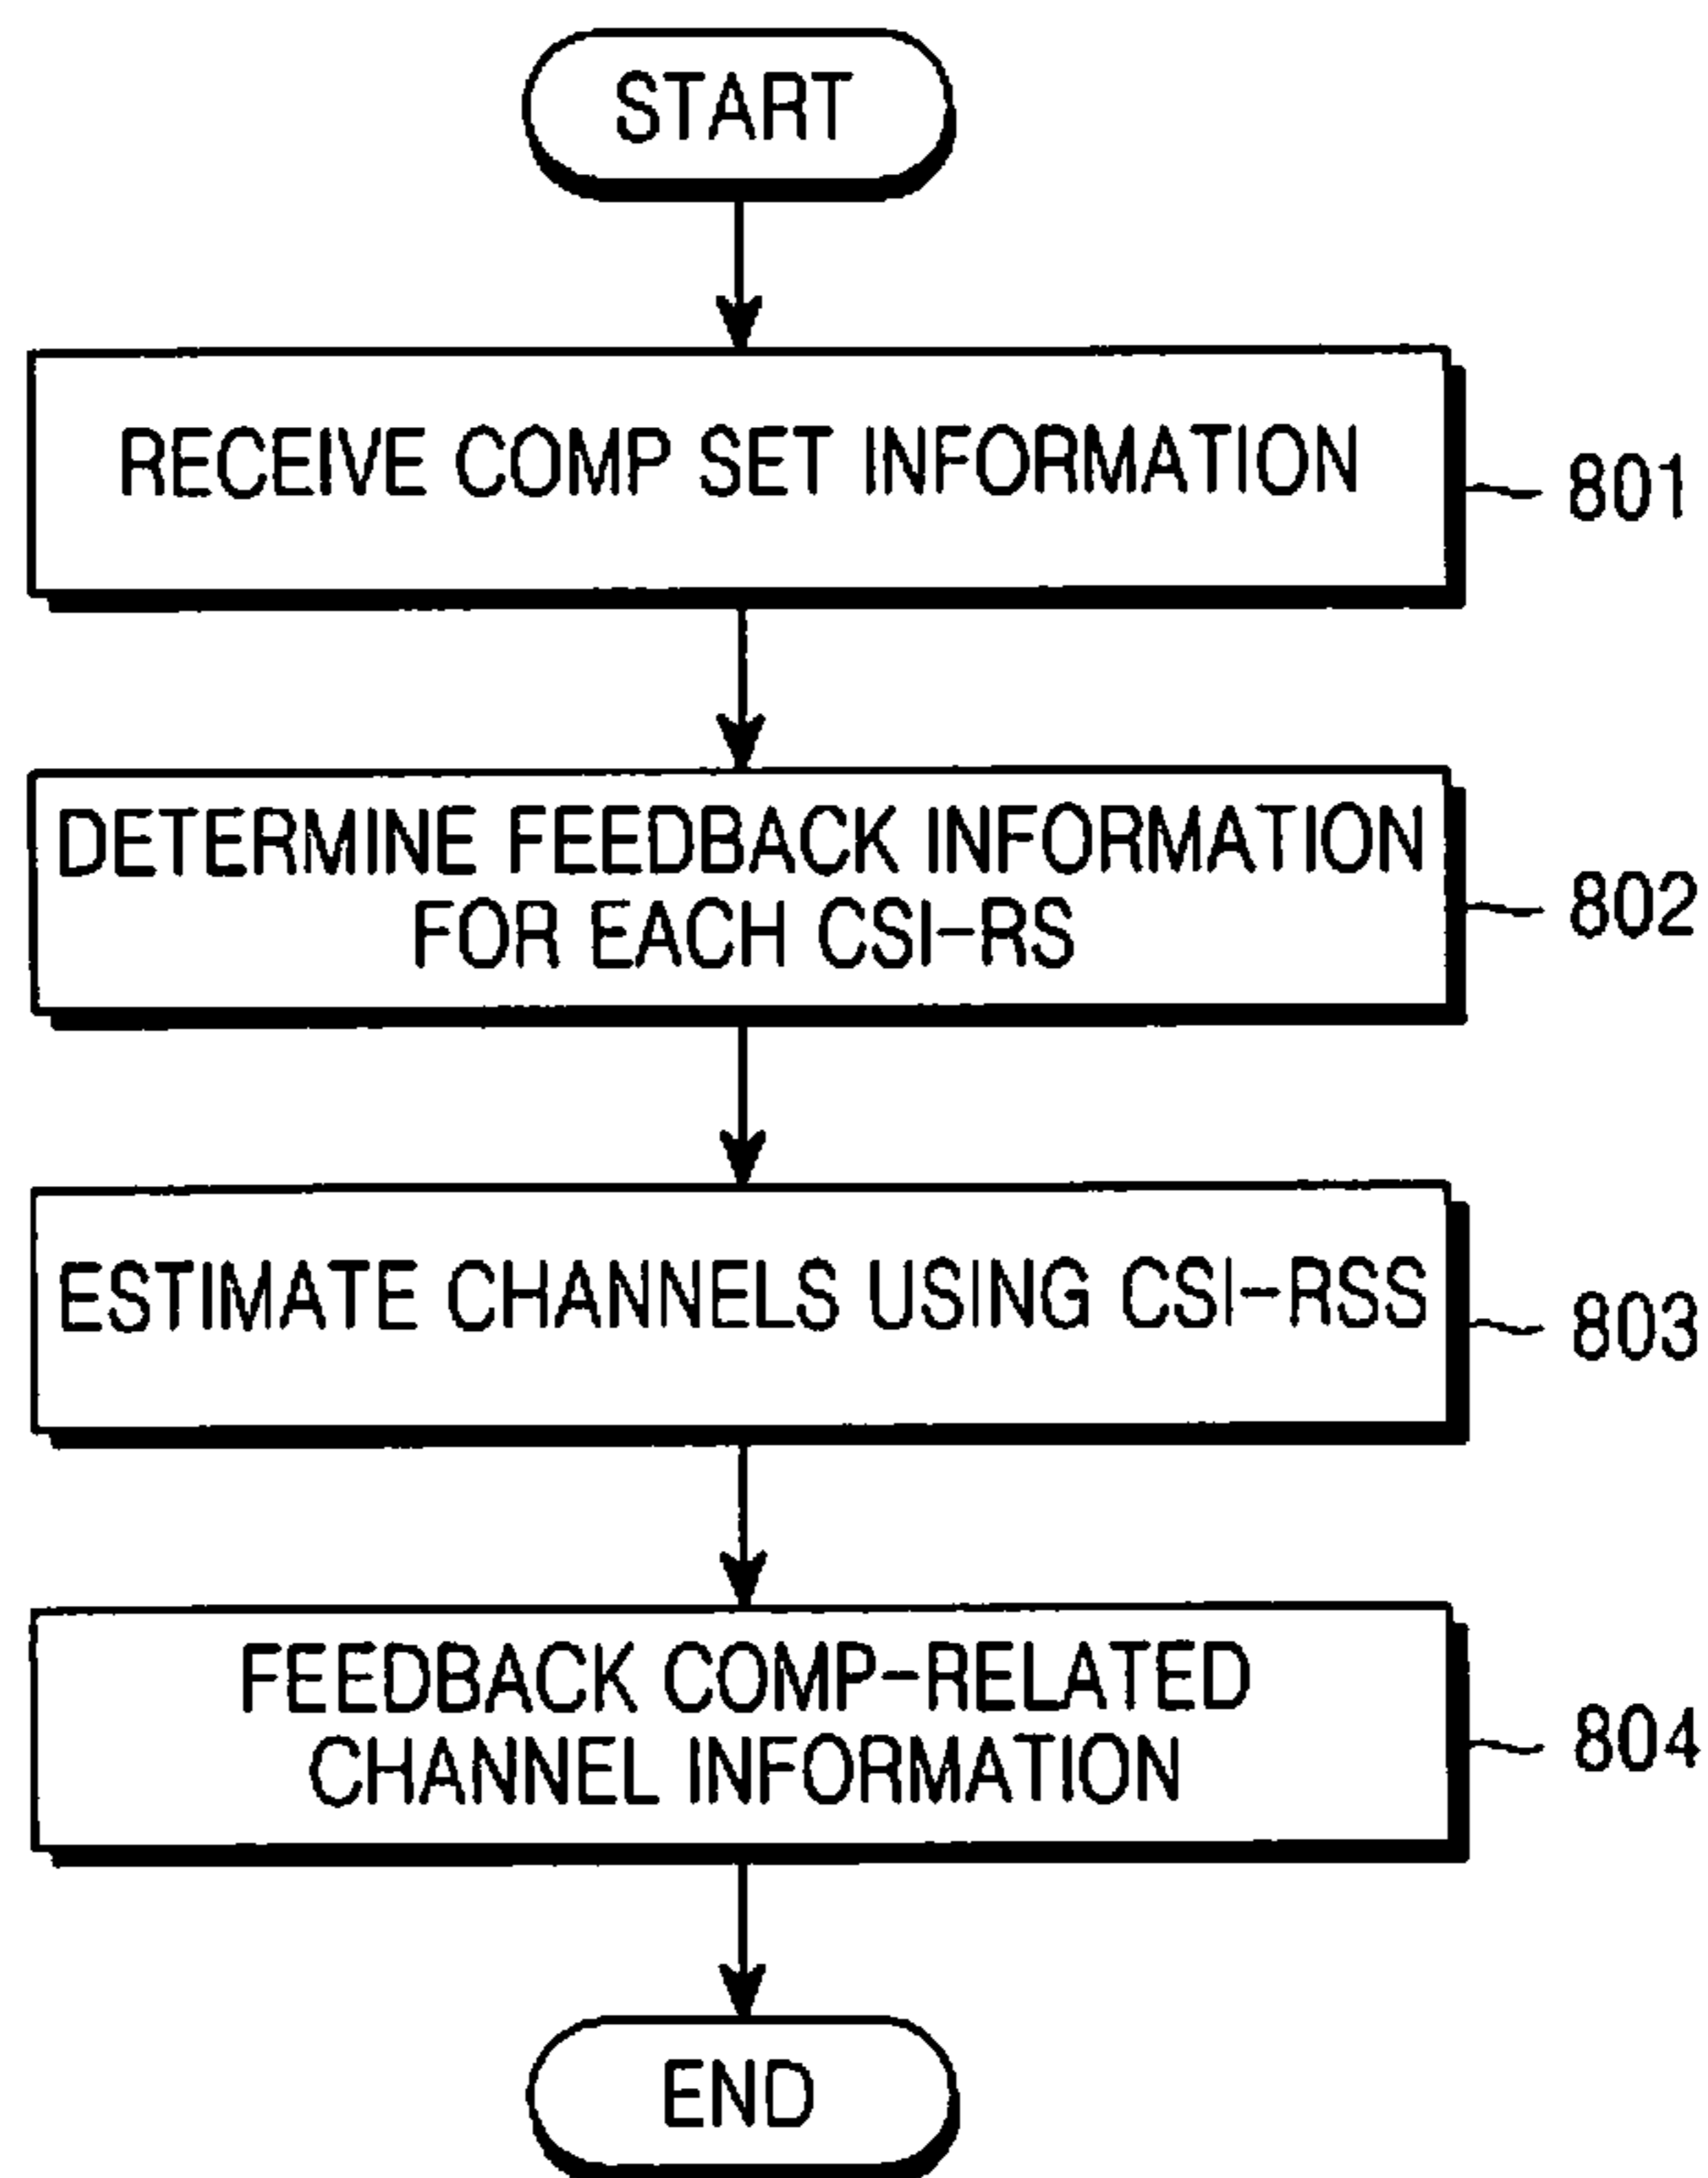 START
RECEIVE COMP SET INFORMATION
801
DETERMINE FEEDBACK INFORMATION
FOR EACH CSI-RS
802
ESTIMATE CHANNELS USING CSI-RSS
803
FEEDBACK COMP-RELATED
CHANNEL INFORMATION
804
END